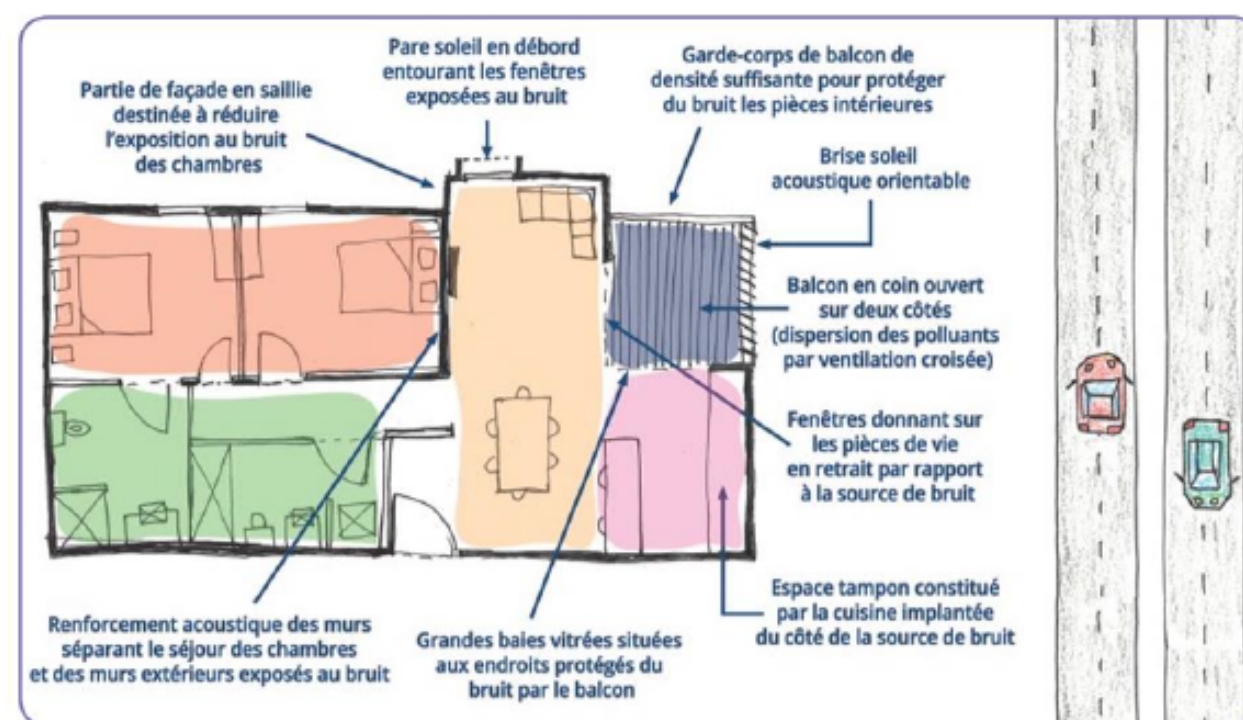 Pare soleil en débord
entourant les fenêtres
exposées au bruit
Garde-corps de balcon de
densité suffisante pour protéger
du bruit les pièces intérieures
Partie de façade en saillie
destinée à réduire
l'exposition au bruit
des chambres
Brise soleil
acoustique orientable
Balcon en coin ouvert
sur deux côtés
(dispersion des polluants
par ventilation croisée)
Fenêtres donnant sur
les pièces de vie
en retrait par rapport
à la source de bruit
Espace tampon constitué
par la cuisine implantée
du côté de la source de bruit
Renforcement acoustique des murs
séparant le séjour des chambres
et des murs extérieurs exposés au bruit
Grandes baies vitrées situées
aux endroits protégés du
bruit par le balcon